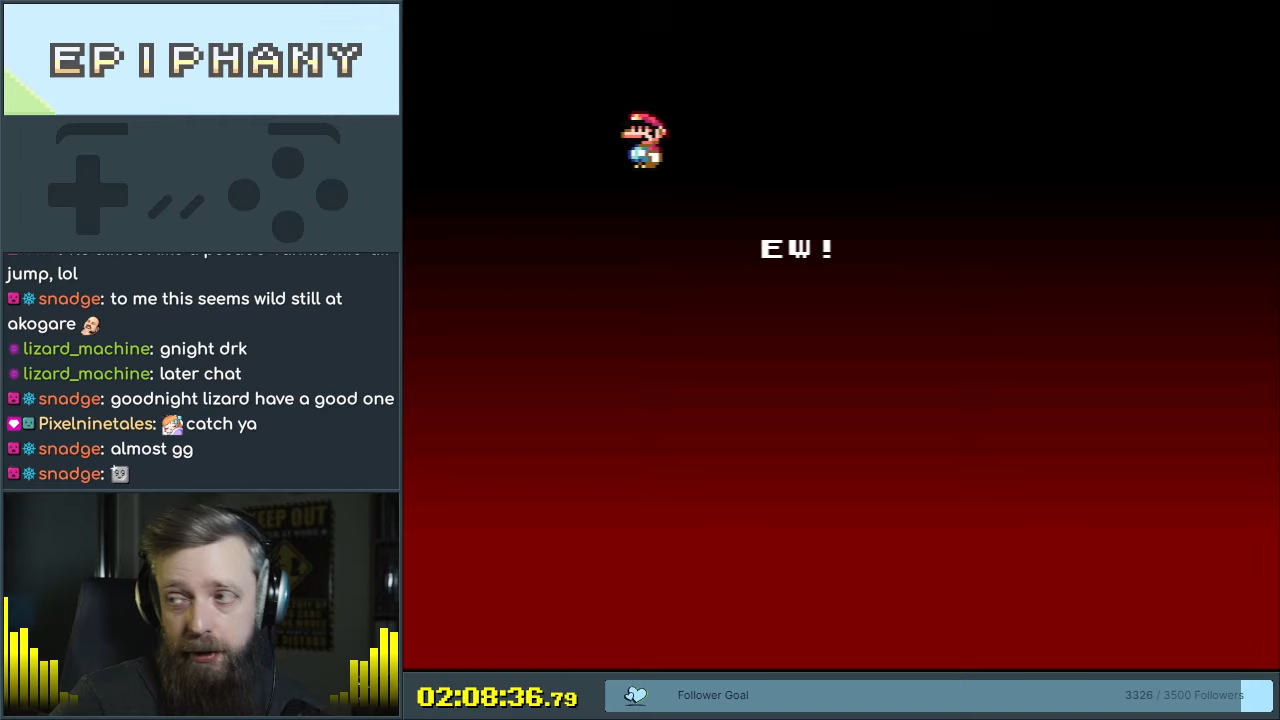 EPIPHANY
jump, lol
snadge: to me this seems wild still at
akogare
lizard_machine: gnight drk
lizard_machine: later chat
snadge: goodnight lizard have a good one
Pixelninetales: catch ya
snadge: almost gg
snadge:
EW!
KEEP OUT
02:08:36.79
Follower Goal
3326 / 3500 Followers